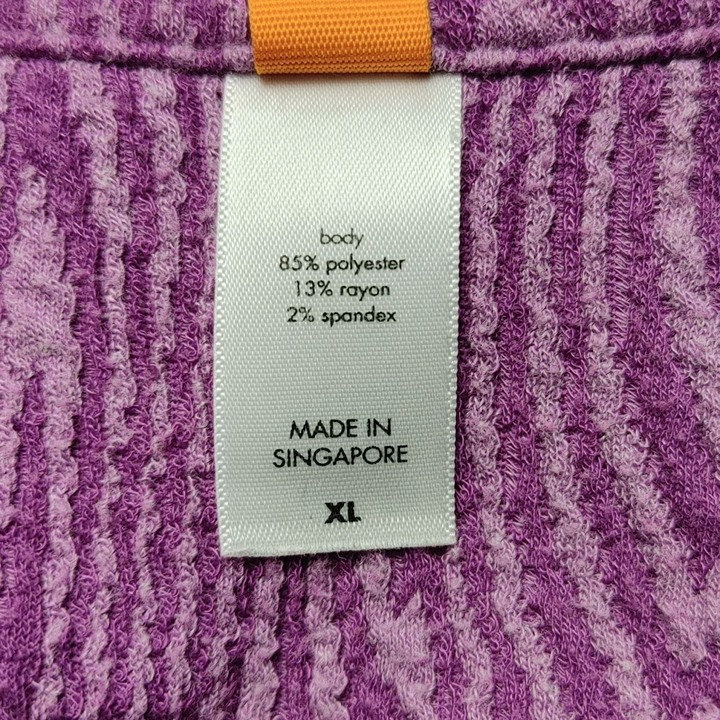 body
85% polyester
13% rayon
2% spandex
MADE IN
SINGAPORE
XL